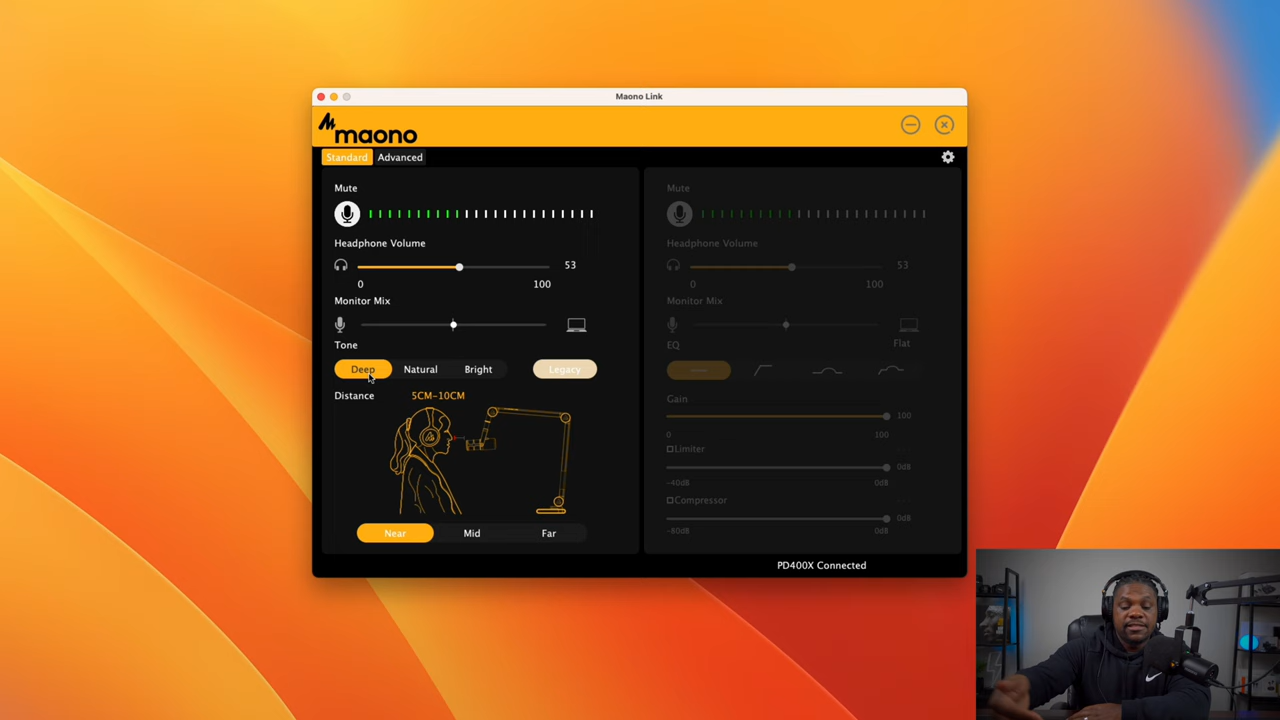 Maono Link
maono
Standard Advanced
Mute
Headphone Volume
53
0 100
Monitor Mix
Tone
Deep Natural Bright Legacy
Distance 5CM-10CM
Near Mid Far
Mute
Headphone Volume
53
0 100
Monitor Mix
EQ Flat
Gain
100
0 100
Limiter
0dB
-40dB 0dB
Compressor
0dB
-80dB 0dB
PD400X Connected